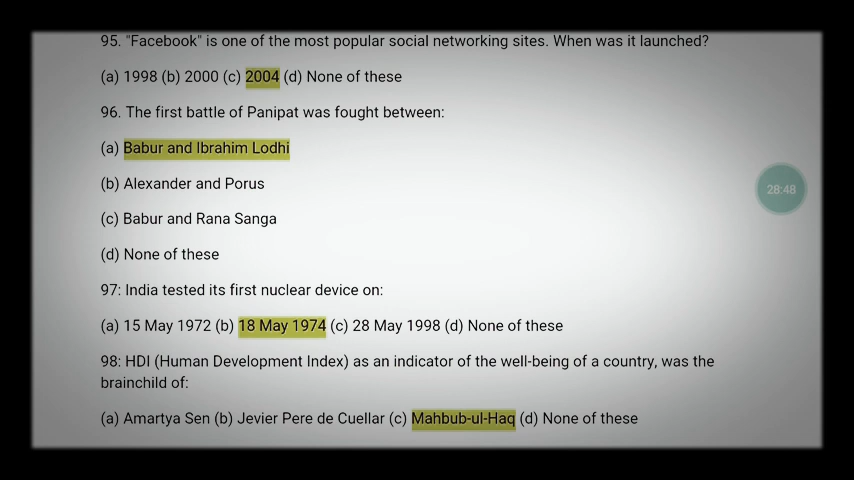 95. "Facebook" is one of the most popular social networking sites. When was it launched?
(a) 1998 (b) 2000 (c) 2004 (d) None of these
96. The first battle of Panipat was fought between:
(a) Babur and Ibrahim Lodhi
(b) Alexander and Porus
(c) Babur and Rana Sanga
(d) None of these
28:48
97: India tested its first nuclear device on:
(a) 15 May 1972 (b) 18 May 1974 (c) 28 May 1998 (d) None of these
98: HDI (Human Development Index) as an indicator of the well-being of a country, was the
brainchild of:
(a) Amartya Sen (b) Jevier Pere de Cuellar (c) Mahbub-ul-Haq (d) None of these